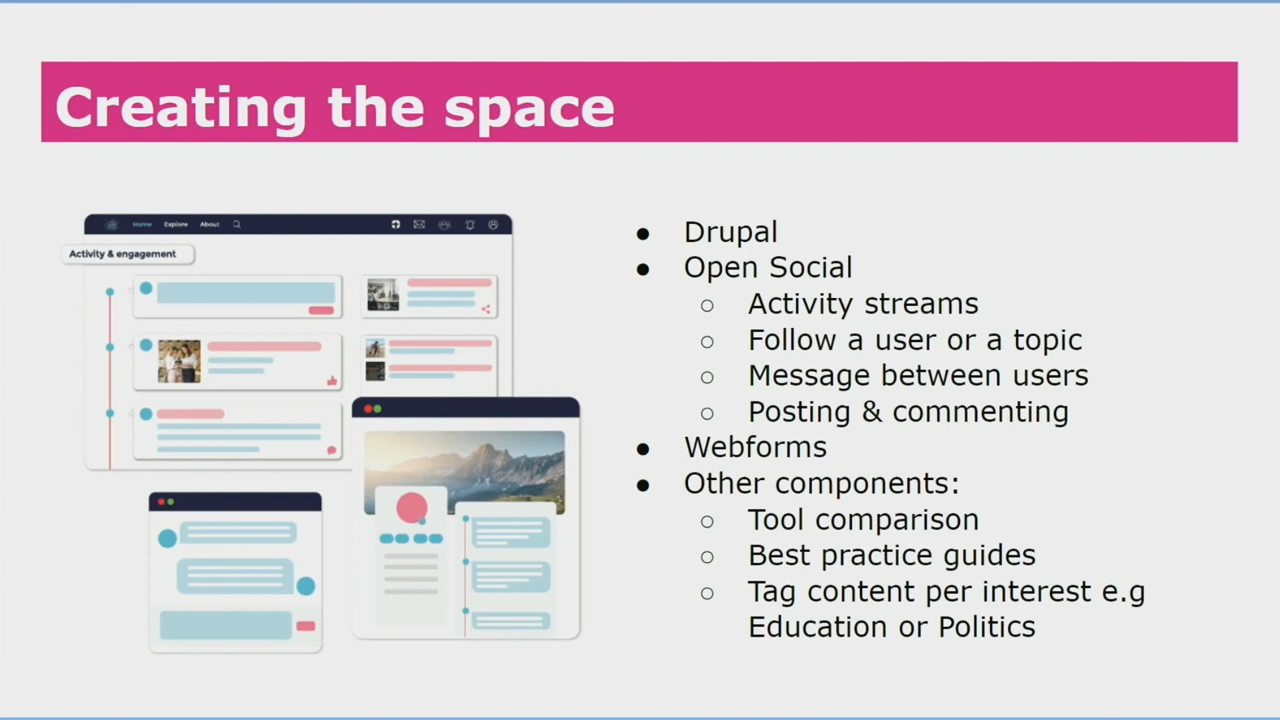 Creating the space
Home Explore About
Activity & engagement
● Drupal
● Open Social
○ Activity streams
○ Follow a user or a topic
○ Message between users
○ Posting & commenting
● Webforms
● Other components:
○ Tool comparison
○ Best practice guides
○ Tag content per interest e.g
Education or Politics